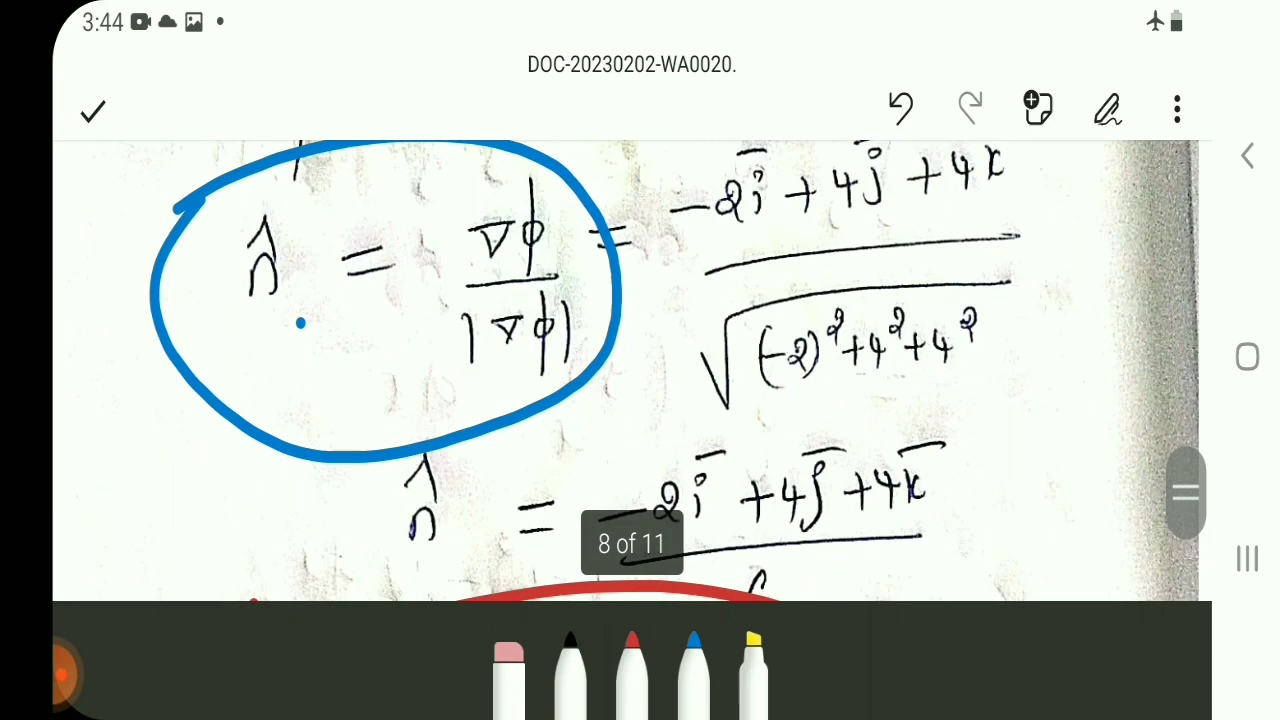 3:44
DOC-20230202-WA0020.
n̂ = ∇ϕ / |∇ϕ| = -2i̅ + 4j̅ + 4k / √((-2)² + 4² + 4²)
n̂ = -2i̅ + 4j̅ + 4k̅
8 of 11